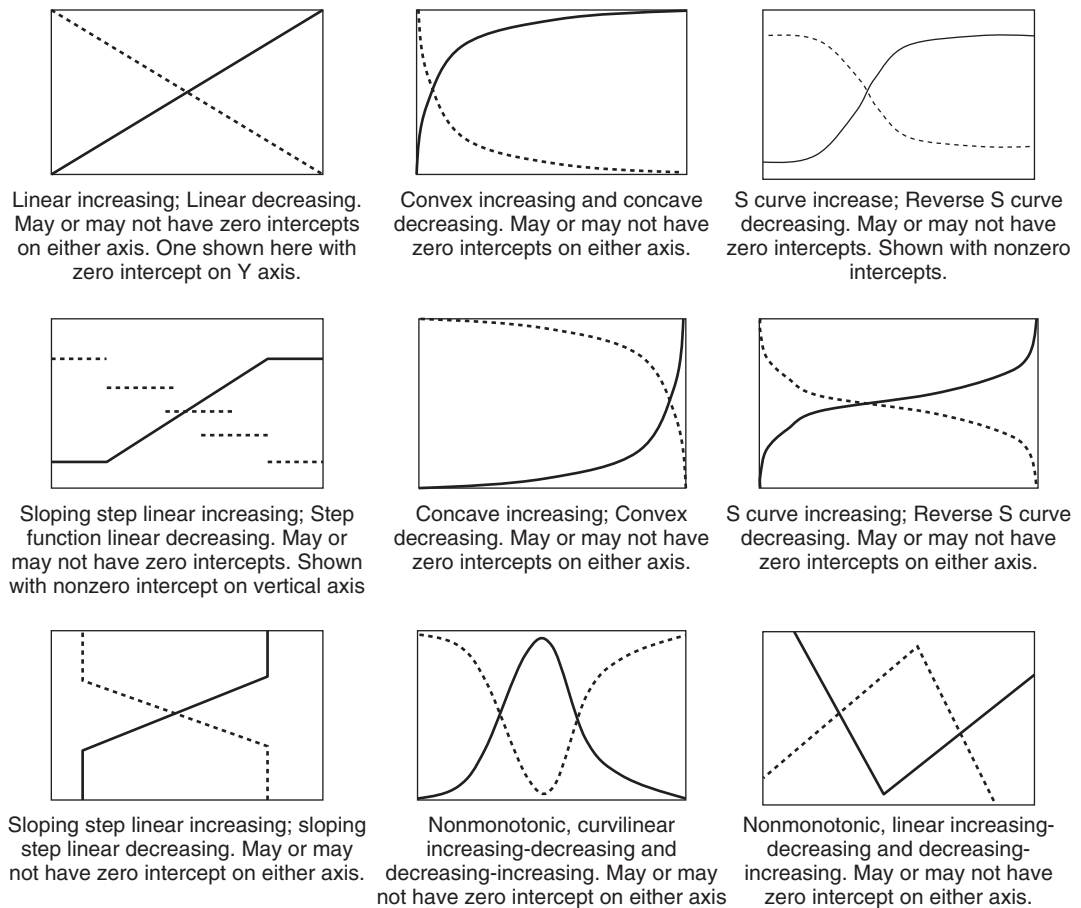 Linear increasing; Linear decreasing.
May or may not have zero intercepts
on either axis. One shown here with
zero intercept on Y axis.
Convex increasing and concave
decreasing. May or may not have
zero intercepts on either axis.
S curve increase; Reverse S curve
decreasing. May or may not have
zero intercepts. Shown with nonzero
intercepts.
Sloping step linear increasing; Step
function linear decreasing. May or
may not have zero intercepts. Shown
with nonzero intercept on vertical axis
Concave increasing; Convex
decreasing. May or may not have
zero intercepts on either axis.
S curve increasing; Reverse S curve
decreasing. May or may not have
zero intercepts on either axis.
Sloping step linear increasing; sloping
step linear decreasing. May or may
not have zero intercept on either axis.
Nonmonotonic, curvilinear
increasing-decreasing and
decreasing-increasing. May or may
not have zero intercept on either axis
Nonmonotonic, linear increasing-
decreasing and decreasing-
increasing. May or may not have
zero intercept on either axis.